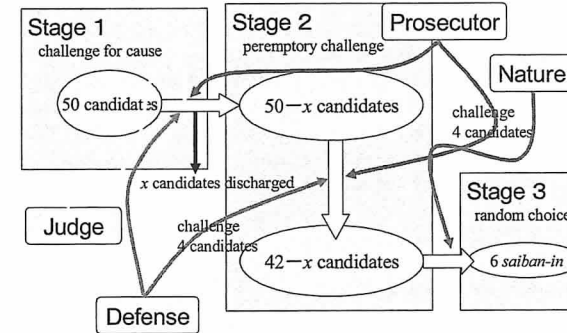 Stage 1
challenge for cause
50 candidates
Stage 2
peremptory challenge
50−x candidates
Prosecutor
Nature
challenge
4 candidates
x candidates discharged
Judge
challenge
4 candidates
42−x candidates
Stage 3
random choice
6 saiban-in
Defense